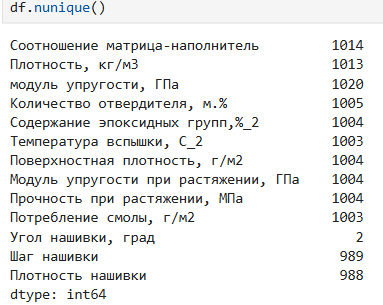 df.nunique()
Соотношение матрица-наполнитель 1014
Плотность, кг/м3 1013
модуль упругости, ГПа 1020
Количество отвердителя, м.% 1005
Содержание эпоксидных групп,%_2 1004
Температура вспышки, С_2 1003
Поверхностная плотность, г/м2 1004
Модуль упругости при растяжении, ГПа 1004
Прочность при растяжении, МПа 1004
Потребление смолы, г/м2 1003
Угол нашивки, град 2
Шаг нашивки 989
Плотность нашивки 988
dtype: int64